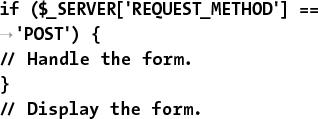 if ($_SERVER['REQUEST_METHOD'] ==
→ 'POST') {
// Handle the form.
}
// Display the form.